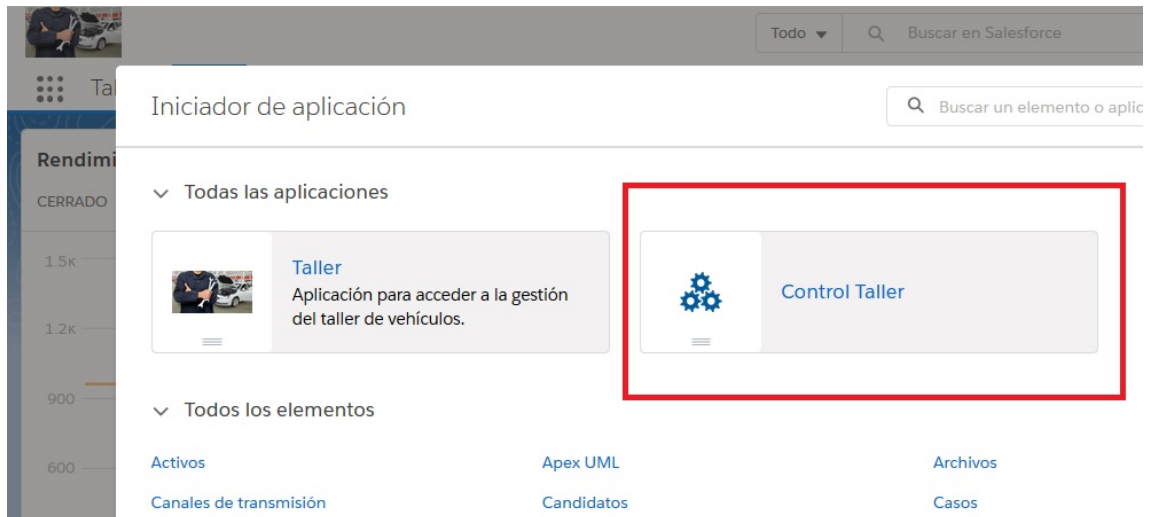 Todo
Buscar en Salesforce
Iniciador de aplicación
Buscar un elemento o aplic
Rendimi
CERRADO
Todas las aplicaciones
1.5K
Taller
Aplicación para acceder a la gestión
del taller de vehículos.
Control Taller
1.2K
900
Todos los elementos
600
Activos
Apex UML
Archivos
Canales de transmisión
Candidatos
Casos